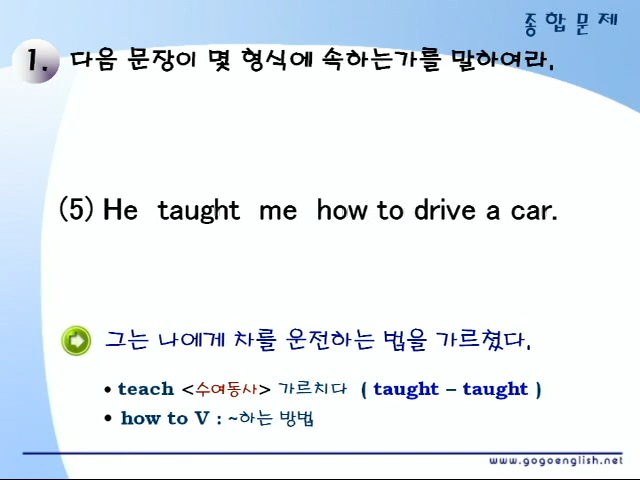 종합문제
1. 다음 문장이 몇 형식에 속하는가를 말하여라.
(5) He taught me how to drive a car.
그는 나에게 차를 운전하는 법을 가르쳤다.
• teach <수여동사> 가르치다 ( taught – taught )
• how to V : ~하는 방법
www.gogoenglish.net